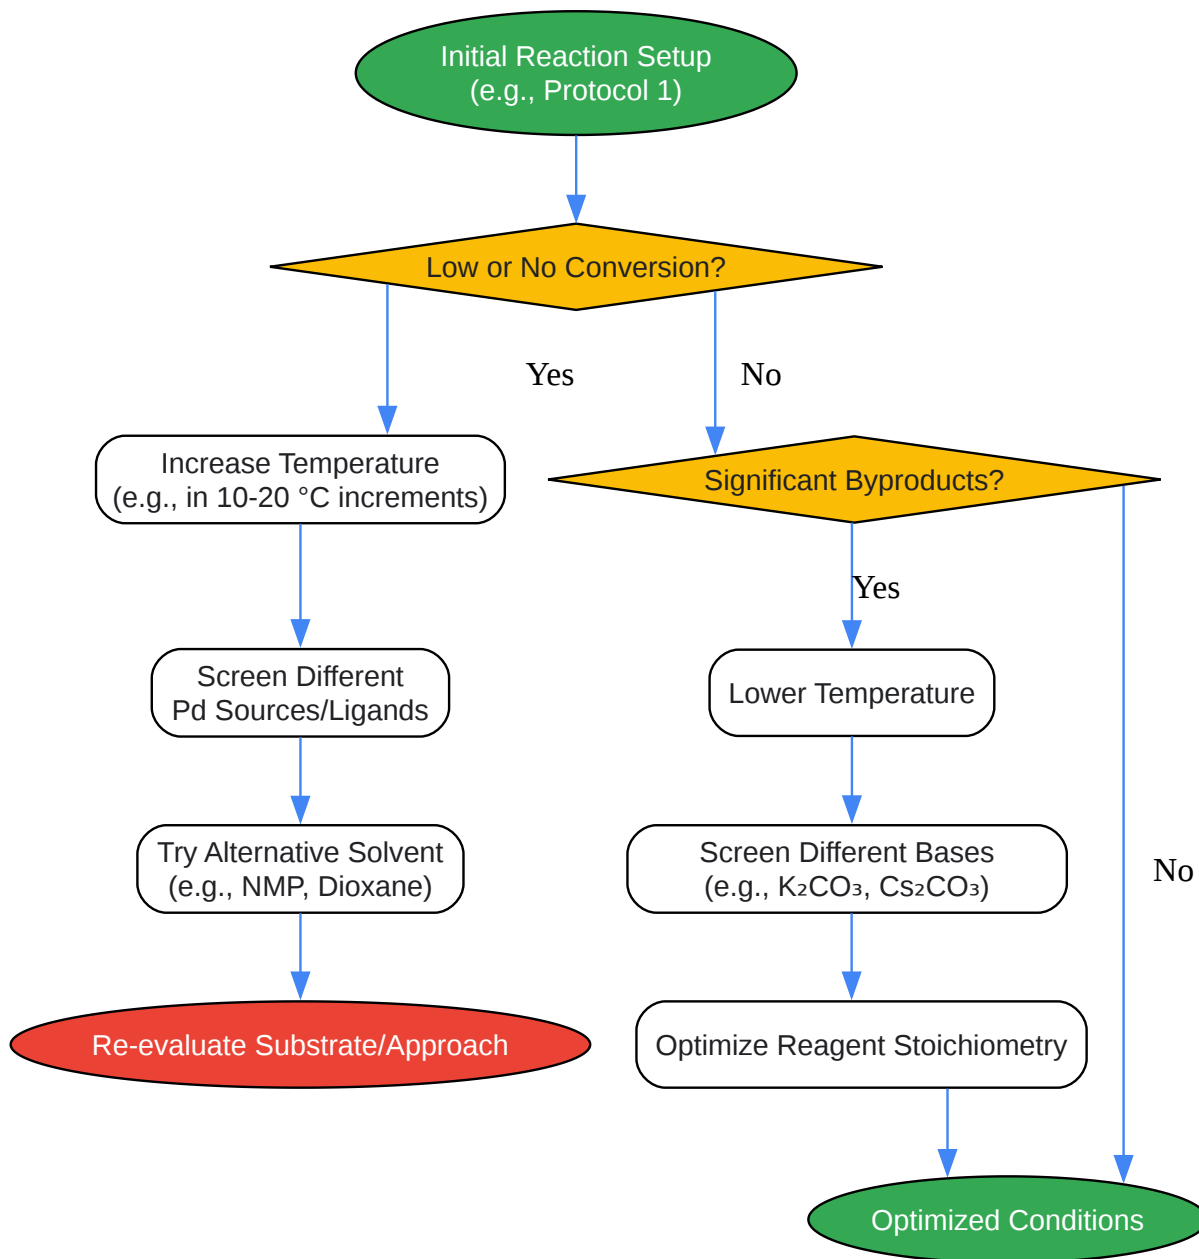 Initial Reaction Setup
(e.g., Protocol 1)
Low or No Conversion?
Yes
No
Increase Temperature
(e.g., in 10-20 °C increments)
Significant Byproducts?
Yes
Screen Different
Pd Sources/Ligands
Lower Temperature
Try Alternative Solvent
(e.g., NMP, Dioxane)
Screen Different Bases
(e.g., K₂CO₃, Cs₂CO₃)
No
Re-evaluate Substrate/Approach
Optimize Reagent Stoichiometry
Optimized Conditions